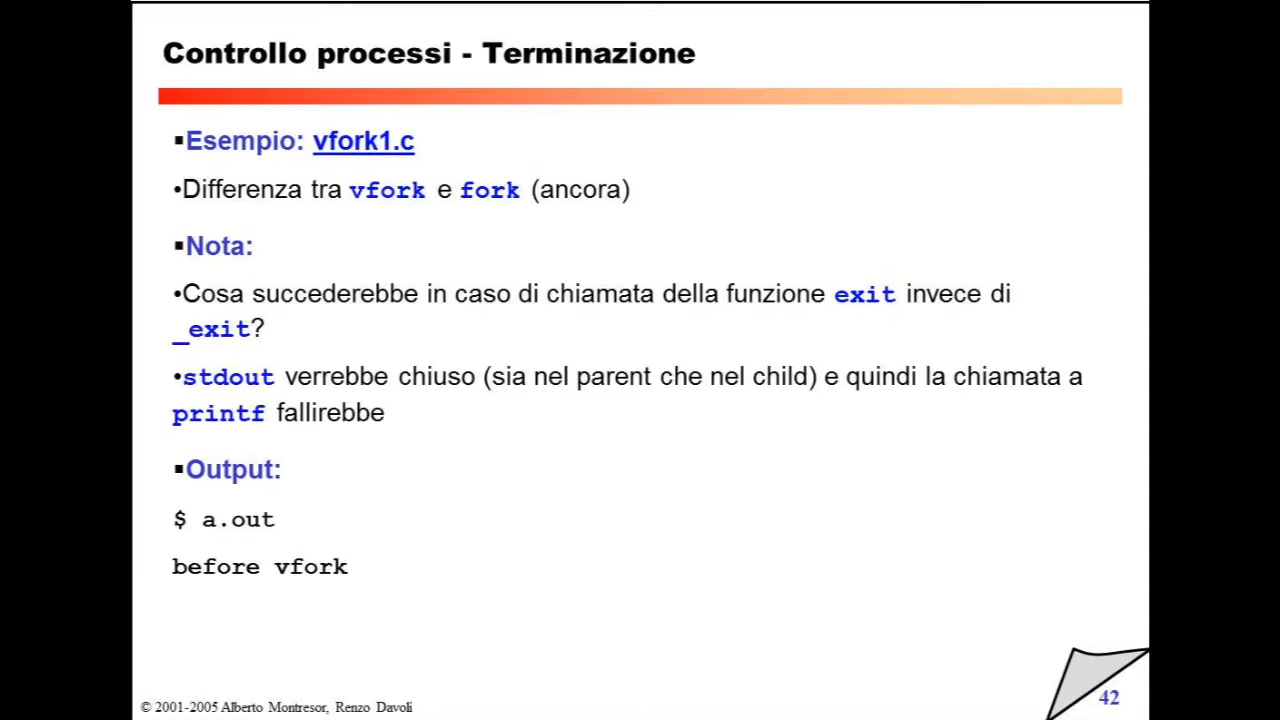 Controllo processi - Terminazione
▪Esempio: vfork1.c
•Differenza tra vfork e fork (ancora)
▪Nota:
•Cosa succederebbe in caso di chiamata della funzione exit invece di
_exit?
•stdout verrebbe chiuso (sia nel parent che nel child) e quindi la chiamata a
printf fallirebbe
▪Output:
$ a.out
before vfork
© 2001-2005 Alberto Montresor, Renzo Davoli
42